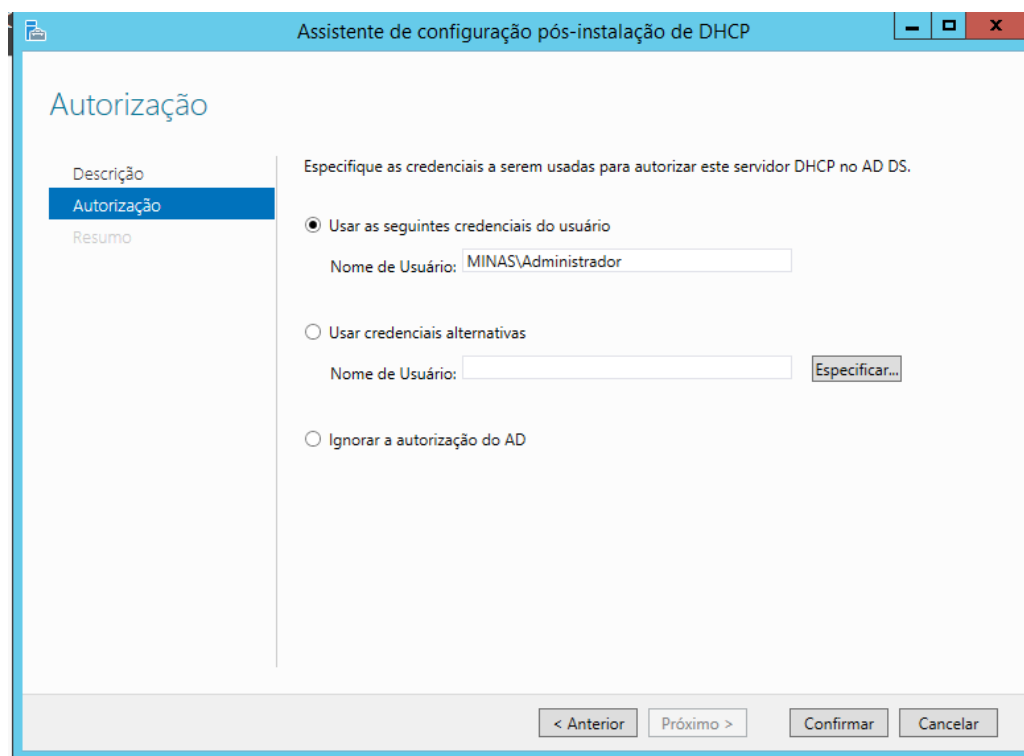 Assistente de configuração pós-instalação de DHCP
Autorização
Descrição
Autorização
Resumo
Especifique as credenciais a serem usadas para autorizar este servidor DHCP no AD DS.
Usar as seguintes credenciais do usuário
Nome de Usuário: MINAS\Administrador
Usar credenciais alternativas
Nome de Usuário:
Especificar...
Ignorar a autorização do AD
< Anterior
Próximo >
Confirmar
Cancelar